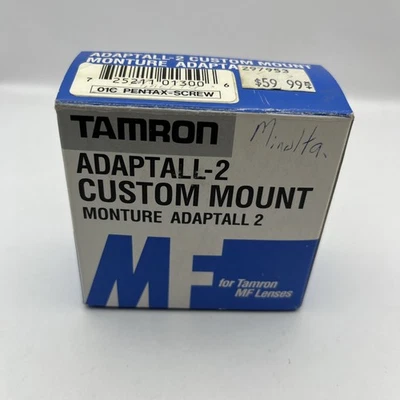 ADAPTALL-2 CUSTOM MOUNT
MONTURE ADAPTA
297953
$59.99
7 25211 01300 6
01C PENTAX-SCREW
TAMRON
Minolta.
ADAPTALL-2
CUSTOM MOUNT
MONTURE ADAPTALL 2
MF
for Tamron
MF Lenses